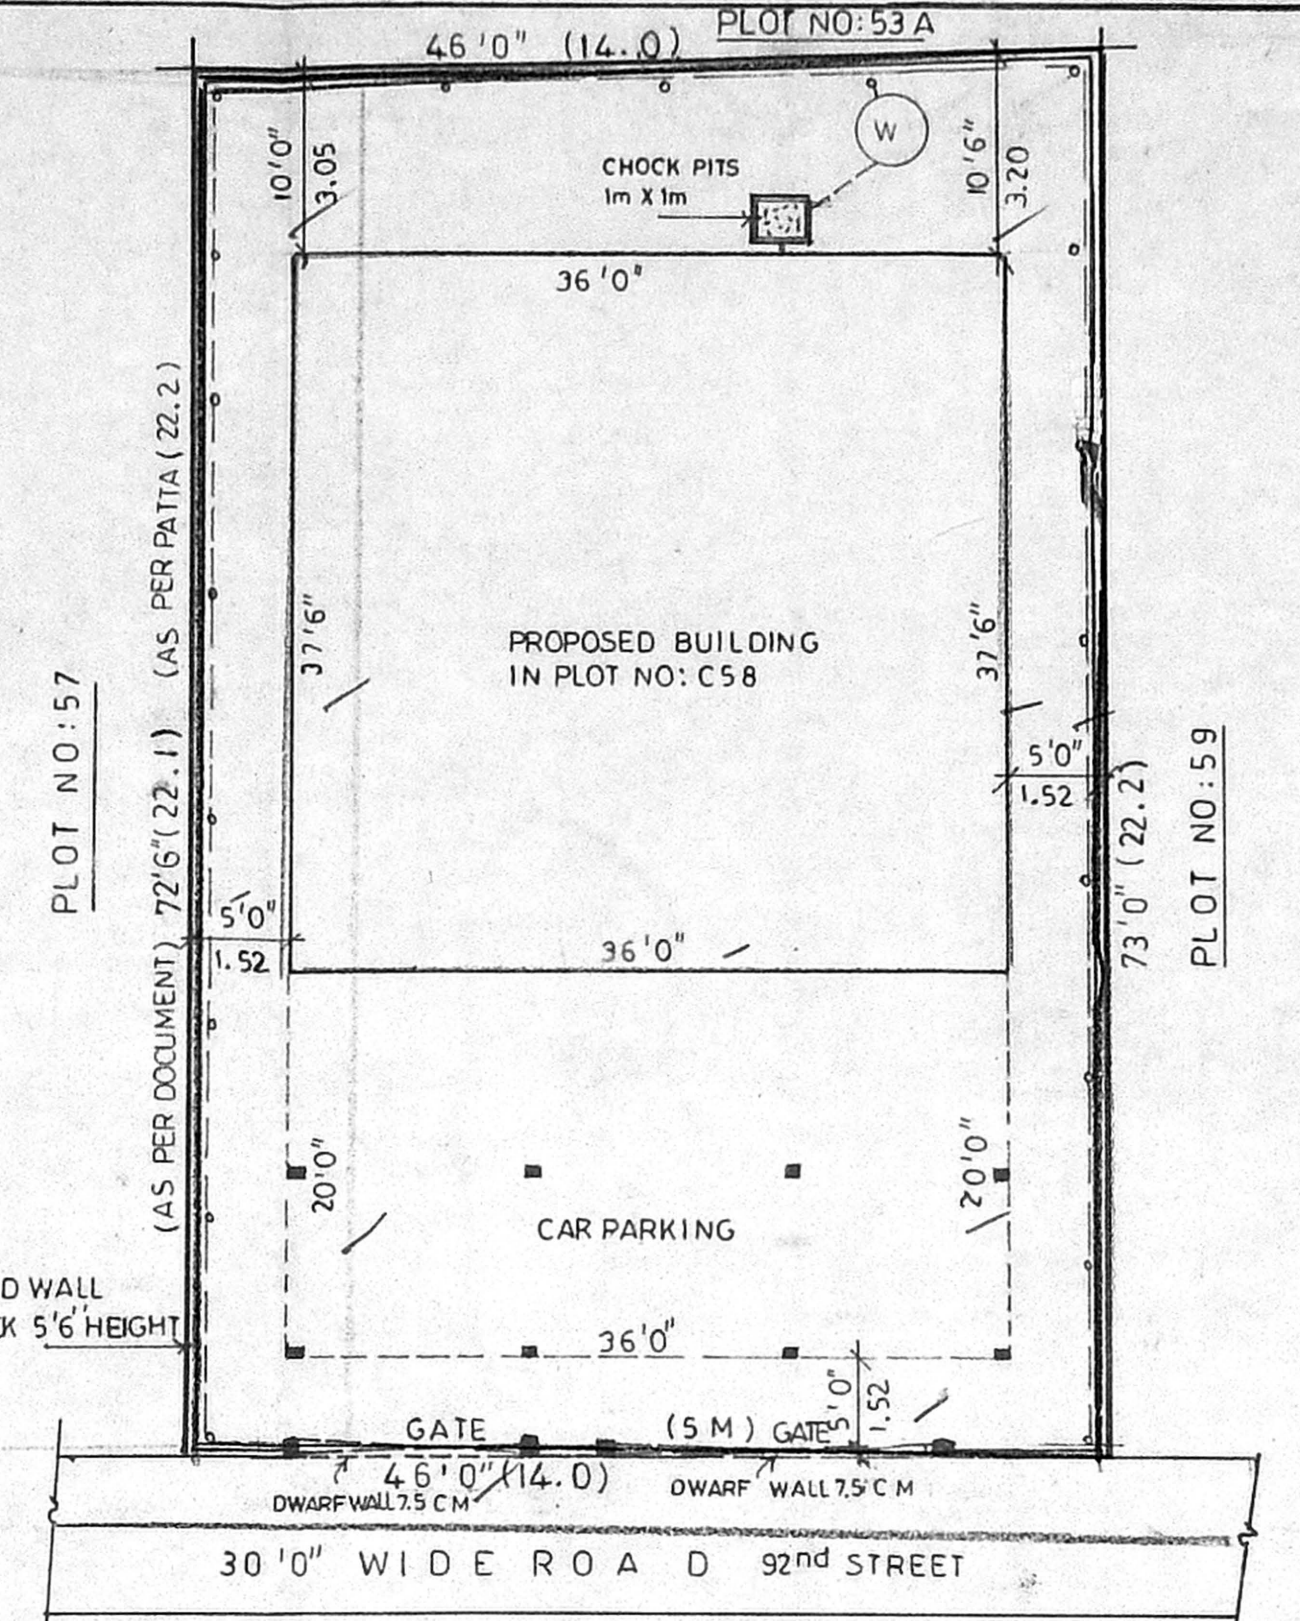 PLOT NO:53 A
46'0" (14.0)
10'0"
3.05
CHOCK PITS
1m X 1m
W
10'6"
3.20
36'0"
(AS PER PATTA (22.2)
37'6"
PROPOSED BUILDING
IN PLOT NO: C58
37'6"
PLOT NO:57
5'0"
1.52
73'0" (22.2)
PLOT NO:59
(AS PER DOCUMENT) 72'6" (22.1)
5'0"
1.52
36'0"
20'0"
CAR PARKING
20'0"
D WALL
K 5'6" HEIGHT
36'0"
5'0"
1.52
GATE
(5 M) GATE
46'0" (14.0)
DWARF WALL 7.5 CM
DWARF WALL 7.5 CM
30'0" WIDE ROAD 92nd STREET